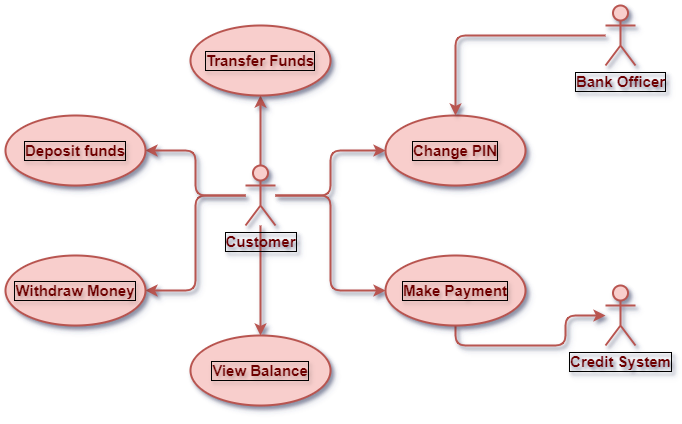 Transfer Funds
Bank Officer
Deposit funds
Change PIN
Customer
Withdraw Money
Make Payment
View Balance
Credit System